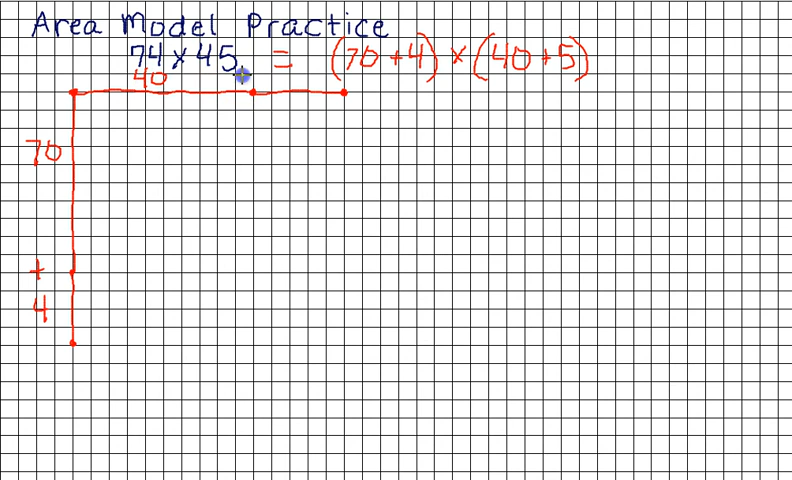 Area Model Practice
74 x 45 = (70 + 4) x (40 + 5)
40
70
+
4